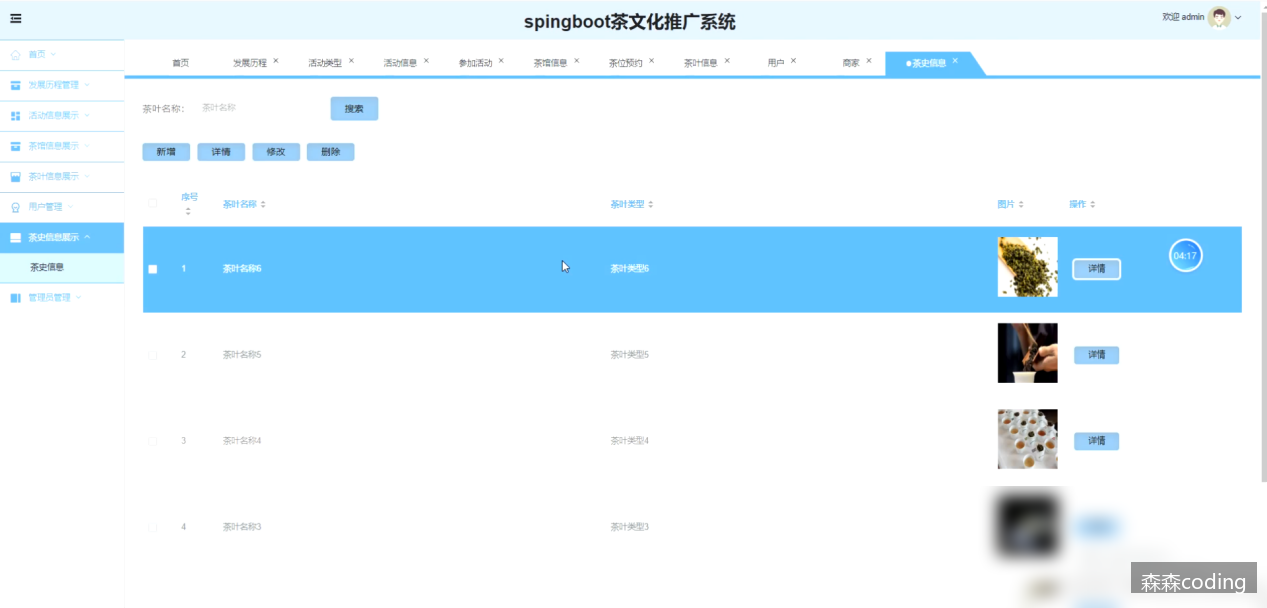 spingboot茶文化推广系统
欢迎 admin
首页
发展历程管理
活动信息展示
茶馆信息展示
茶叶信息展示
用户管理
茶史信息展示
茶史信息
管理员管理
首页 发展历程 × 活动类型 × 活动信息 × 参加活动 × 茶馆信息 × 茶位预约 × 茶叶信息 × 用户 × 商家 × 茶史信息 ×
茶叶名称: 茶叶名称 搜索
新增 详情 修改 删除
序号 茶叶名称 茶叶类型 图片 操作
1 茶叶名称6 茶叶类型6 详情
04:17
2 茶叶名称5 茶叶类型5 详情
3 茶叶名称4 茶叶类型4 详情
4 茶叶名称3 茶叶类型3
森森coding